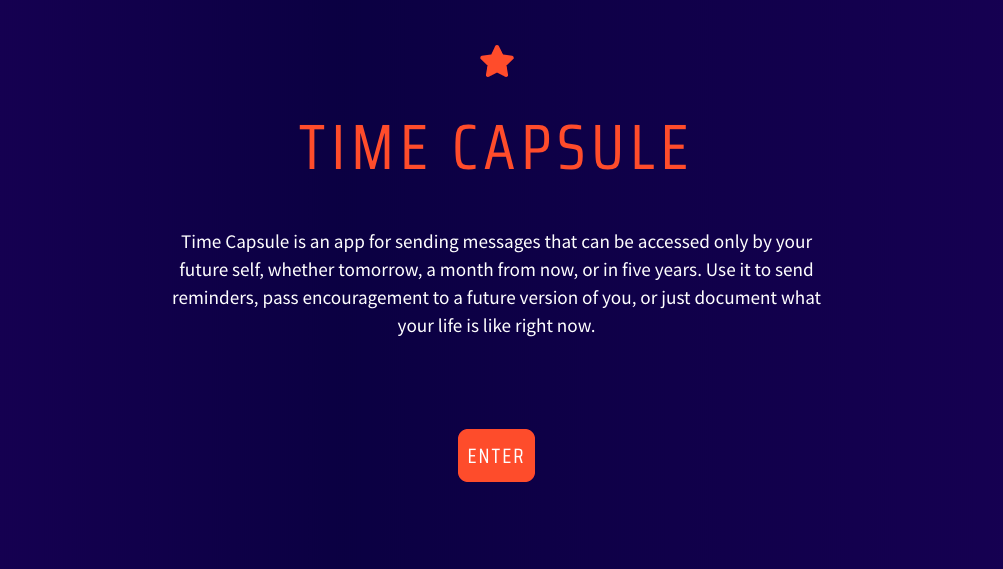 TIME CAPSULE
Time Capsule is an app for sending messages that can be accessed only by your
future self, whether tomorrow, a month from now, or in five years. Use it to send
reminders, pass encouragement to a future version of you, or just document what
your life is like right now.
ENTER